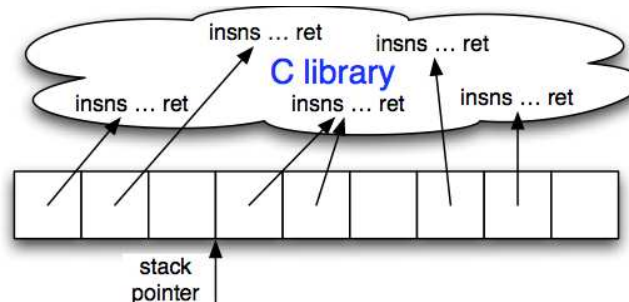 insns ... ret
insns ... ret
C library
insns ... ret
insns ... ret
insns ... ret
stack
pointer